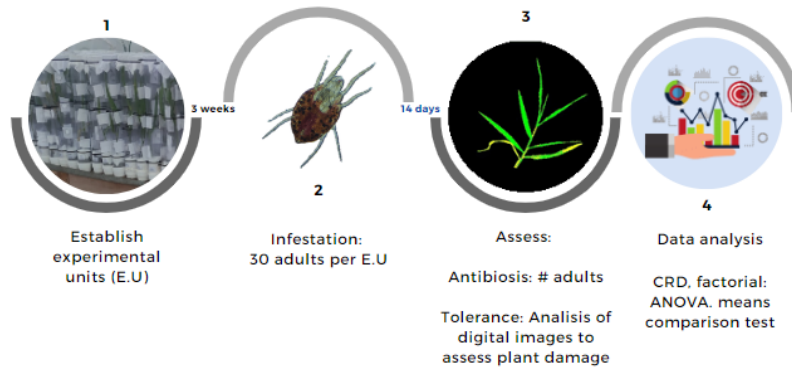 1
3 weeks
Establish
experimental
units (E.U)
2
Infestation:
30 adults per E.U
14 days
3
Assess:
Antibiosis: # adults
Tolerance: Analisis of
digital images to
assess plant damage
4
Data analysis
CRD, factorial:
ANOVA. means
comparison test